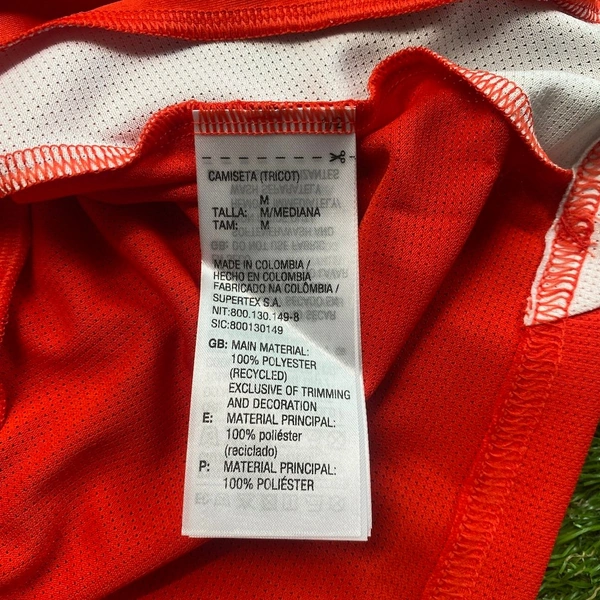 CAMISETA (TRICOT)
M
TALLA: M/MEDIANA
TAM: M
MADE IN COLOMBIA /
HECHO EN COLOMBIA /
FABRICADO NA COLÔMBIA /
SUPERTEX S.A.
NIT:800.130.149-8
SIC:800130149
GB: MAIN MATERIAL:
100% POLYESTER
(RECYCLED)
EXCLUSIVE OF TRIMMING
AND DECORATION
E: MATERIAL PRINCIPAL:
100% poliéster
(reciclado)
P: MATERIAL PRINCIPAL:
100% POLIÉSTER